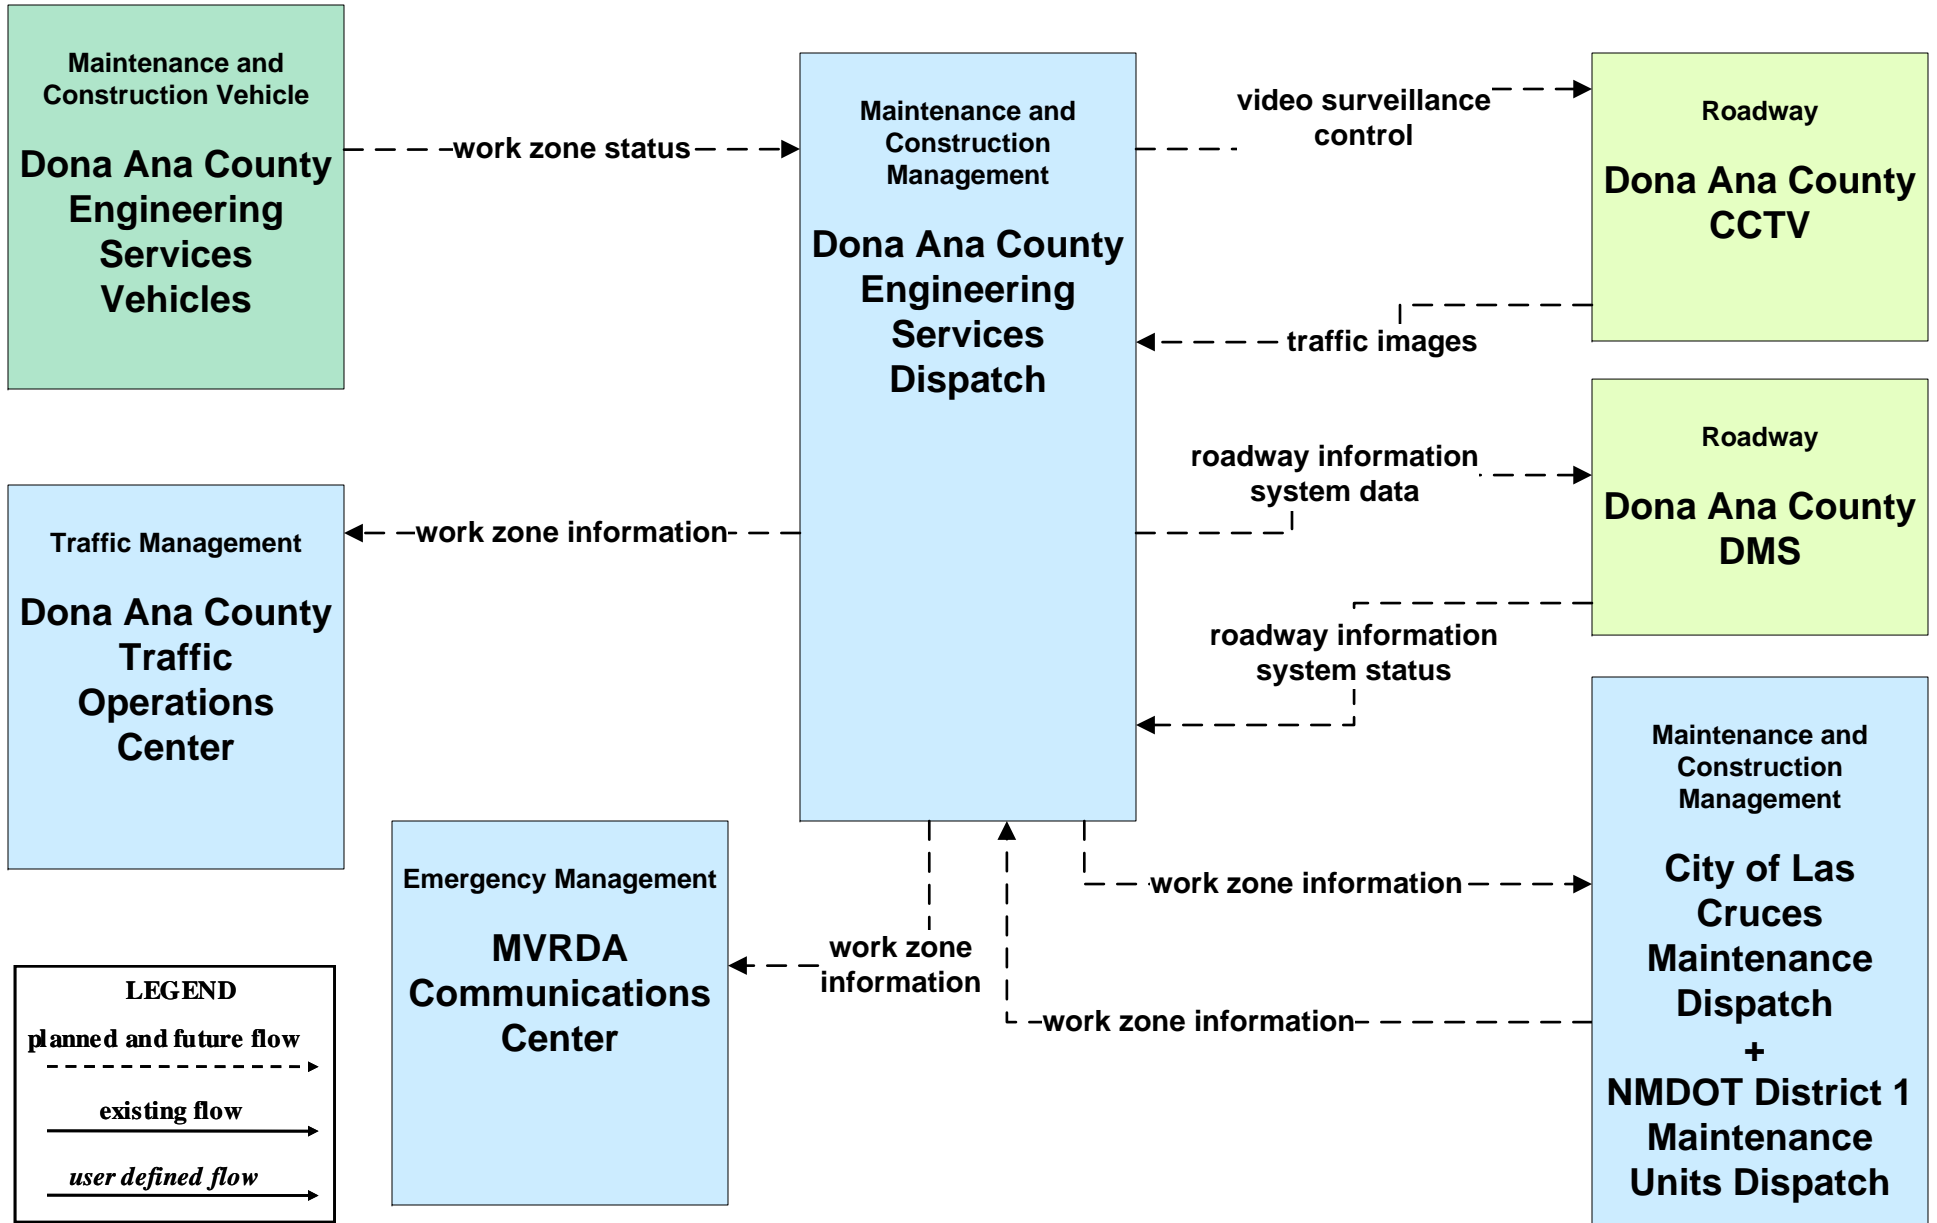 Maintenance and
Construction Vehicle
Dona Ana County
Engineering
Services
Vehicles
work zone status
Maintenance and
Construction
Management
Dona Ana County
Engineering
Services
Dispatch
video surveillance
control
Roadway
Dona Ana County
CCTV
traffic images
Roadway
Dona Ana County
DMS
roadway information
system data
roadway information
system status
Traffic Management
Dona Ana County
Traffic
Operations
Center
work zone information
Emergency Management
MVRDA
Communications
Center
work zone
information
work zone information
work zone information
Maintenance and
Construction
Management
City of Las
Cruces
Maintenance
Dispatch
+
NMDOT District 1
Maintenance
Units Dispatch
LEGEND
planned and future flow
existing flow
user defined flow